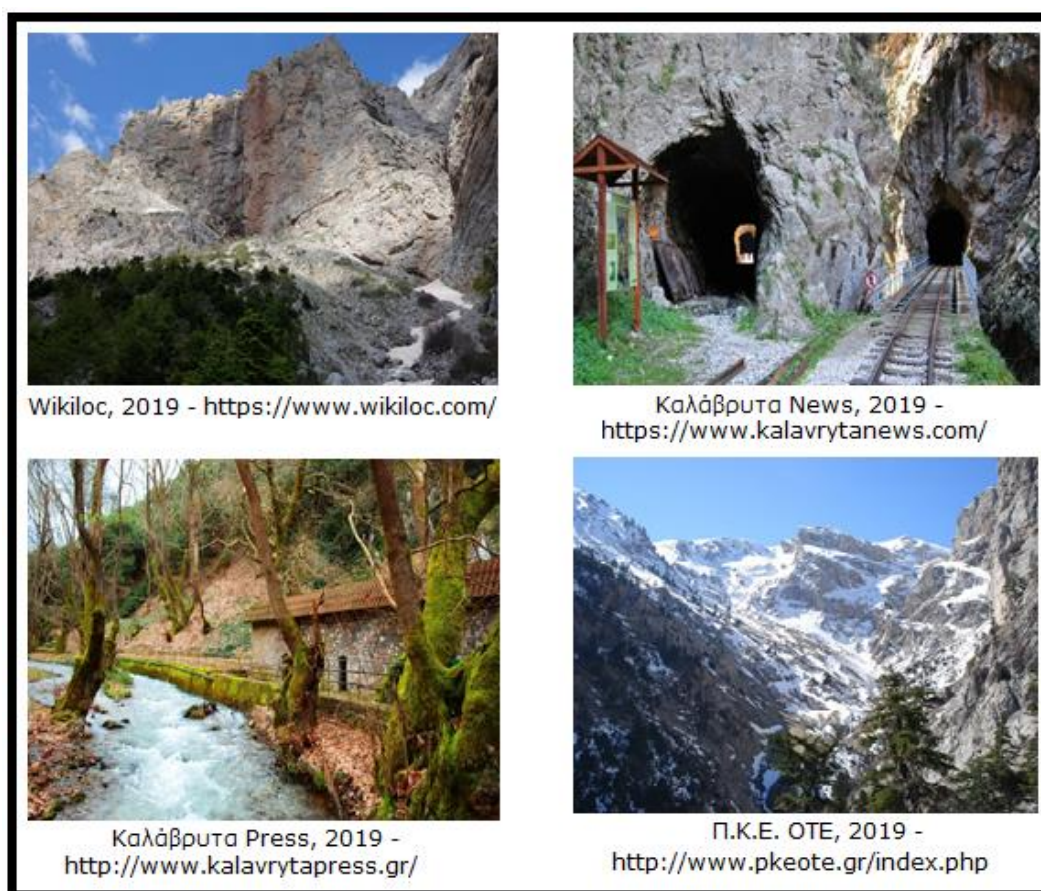 Wikiloc, 2019 - https://www.wikiloc.com/
Καλάβρυτα News, 2019 -
https://www.kalavrytanews.com/
Καλάβρυτα Press, 2019 -
http://www.kalavrytapress.gr/
Π.Κ.Ε. ΟΤΕ, 2019 -
http://www.pkeote.gr/index.php